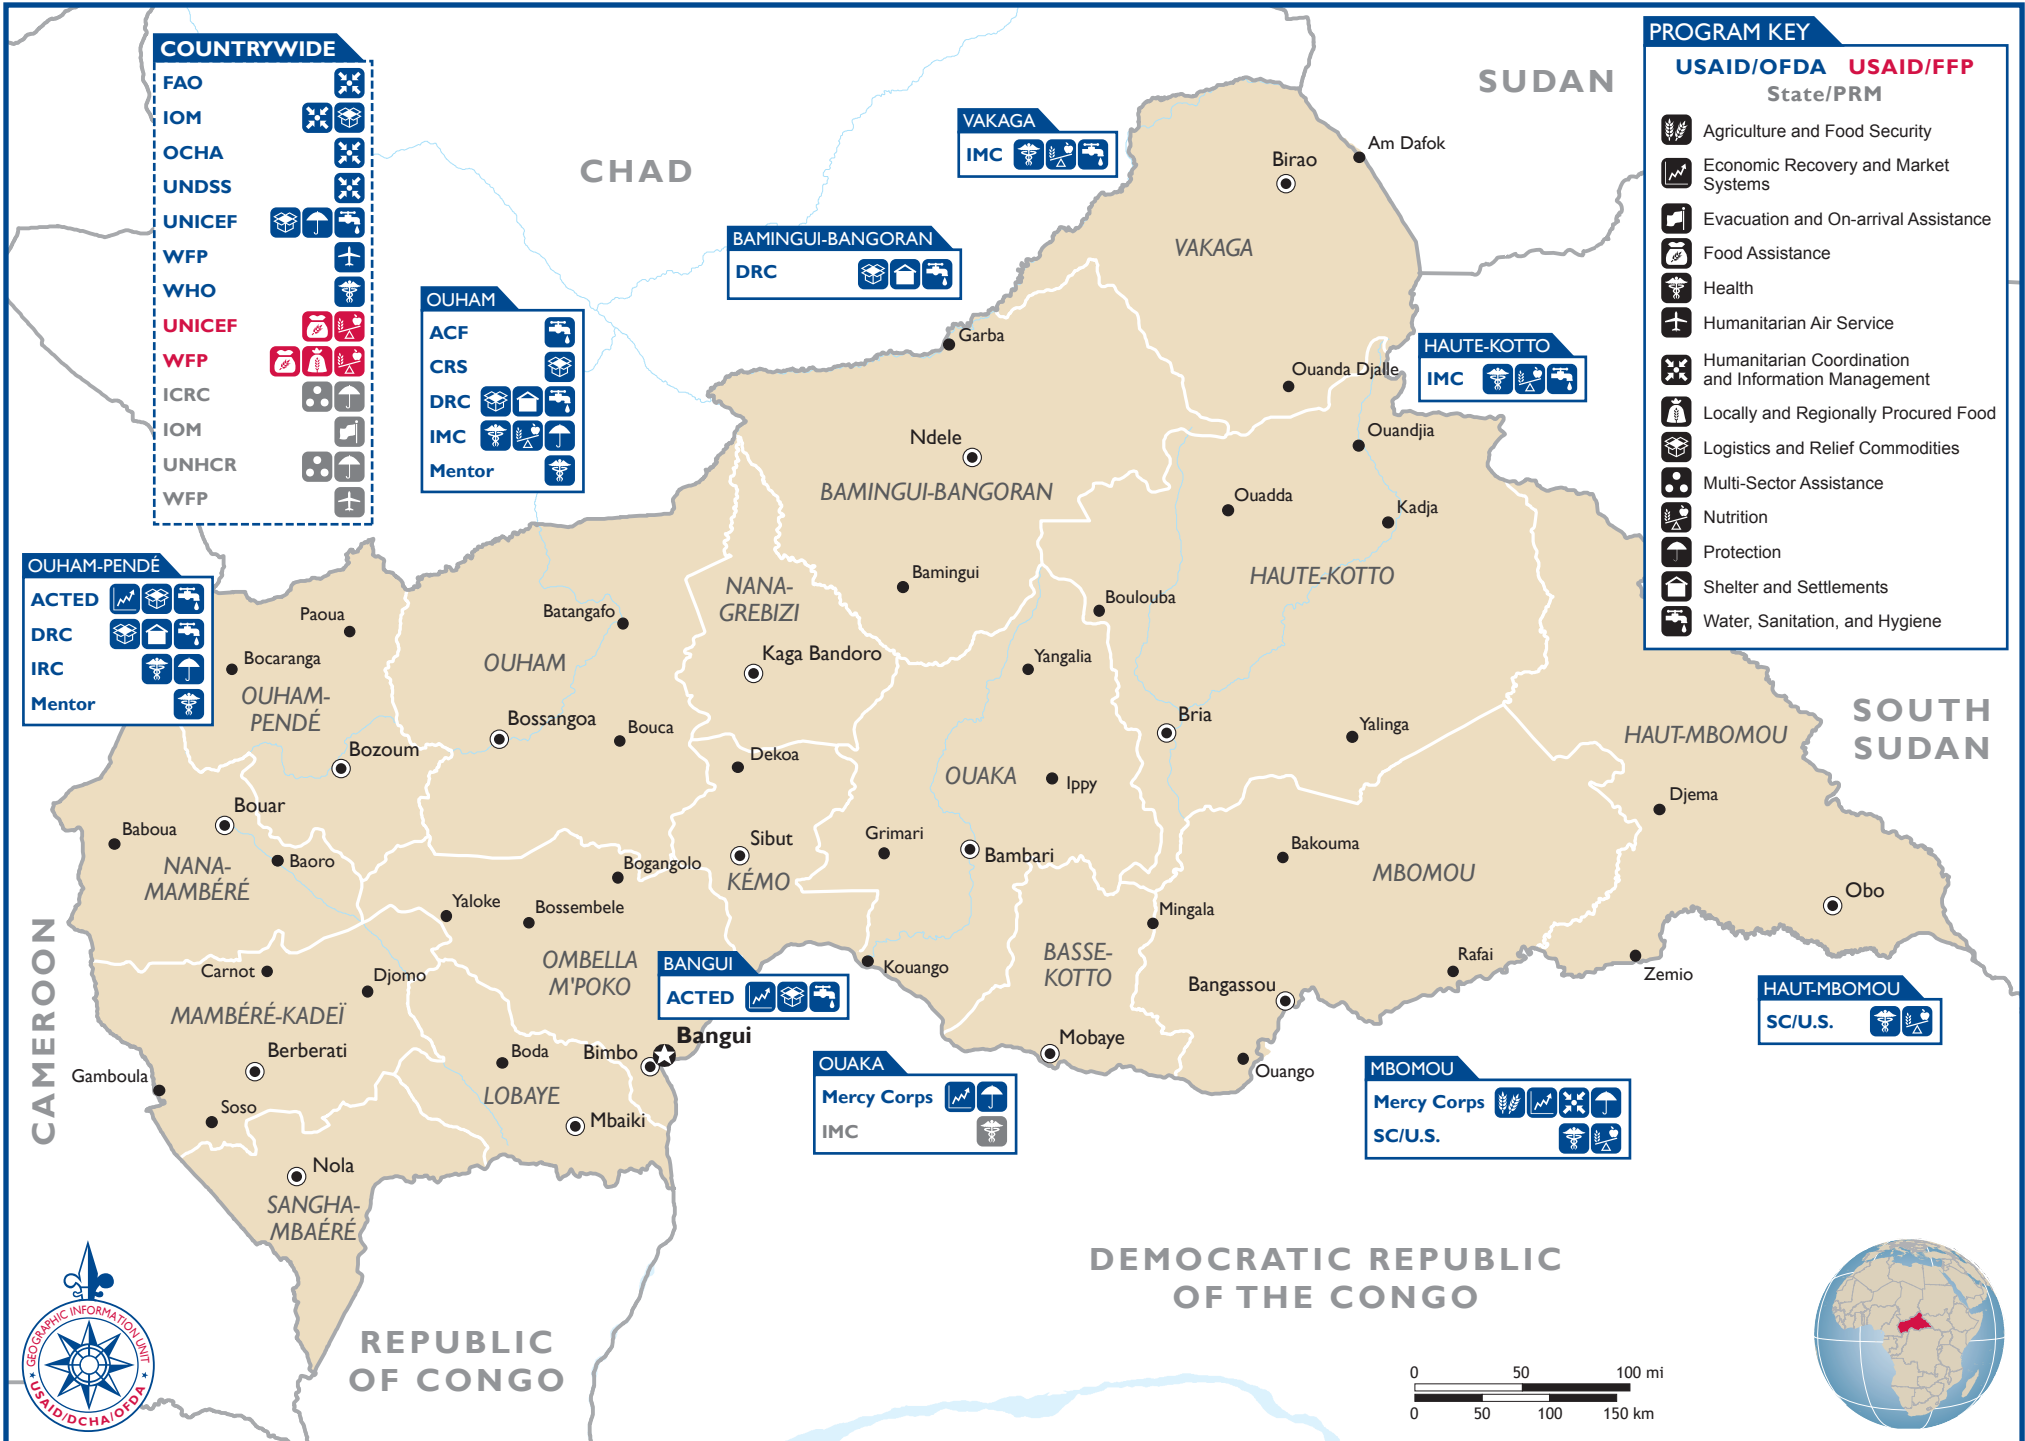 COUNTRYWIDE
FAO
IOM
OCHA
UNDSS
UNICEF
WFP
WHO
UNICEF
WFP
ICRC
IOM
UNHCR
WFP
PROGRAM KEY
USAID/OFDA USAID/FFP
State/PRM
Agriculture and Food Security
Economic Recovery and Market
Systems
Evacuation and On-arrival Assistance
Food Assistance
Health
Humanitarian Air Service
Humanitarian Coordination
and Information Management
Locally and Regionally Procured Food
Logistics and Relief Commodities
Multi-Sector Assistance
Nutrition
Protection
Shelter and Settlements
Water, Sanitation, and Hygiene
SUDAN
CHAD
VAKAGA
IMC
Am Dafok
Birao
VAKAGA
BAMINGUI-BANGORAN
DRC
OUHAM
ACF
CRS
DRC
IMC
Mentor
Garba
HAUTE-KOTTO
IMC
Ouanda Djalle
Ouandjia
Ndele
BAMINGUI-BANGORAN
Ouadda
Kadja
OUHAM-PENDÉ
ACTED
DRC
IRC
Mentor
NANA-
GREBIZI
Bamingui
HAUTE-KOTTO
Boulouba
Paoua
Batangafo
Bocaranga
OUHAM
Kaga Bandoro
Yangalia
OUHAM-
PENDÉ
Bossangoa
Bouca
Bria
Yalinga
HAUT-MBOMOU
SOUTH
SUDAN
Bozoum
Dekoa
OUAKA
Ippy
Djema
Bouar
Baboua
Baoro
NANA-
MAMBÉRÉ
Sibut
KÉMO
Grimari
Bambari
Bakouma
MBOMOU
Bogangolo
Obo
Yaloke
Bossembele
Mingala
CAMEROON
Carnot
Djomo
OMBELLA
M'POKO
BANGUI
ACTED
Kouango
BASSE-
KOTTO
Bangassou
Rafai
Zemio
HAUT-MBOMOU
SC/U.S.
MAMBÉRÉ-KADEÏ
Berberati
Boda
Bimbo
Bangui
Mobaye
Ouango
Gamboula
Soso
LOBAYE
Mbaiki
OUAKA
Mercy Corps
IMC
MBOMOU
Mercy Corps
SC/U.S.
Nola
SANGHA-
MBAÉRÉ
DEMOCRATIC REPUBLIC
OF THE CONGO
REPUBLIC
OF CONGO
GEOGRAPHIC INFORMATION UNIT
USAID/DCHA/OFDA
0 50 100 mi
0 50 100 150 km